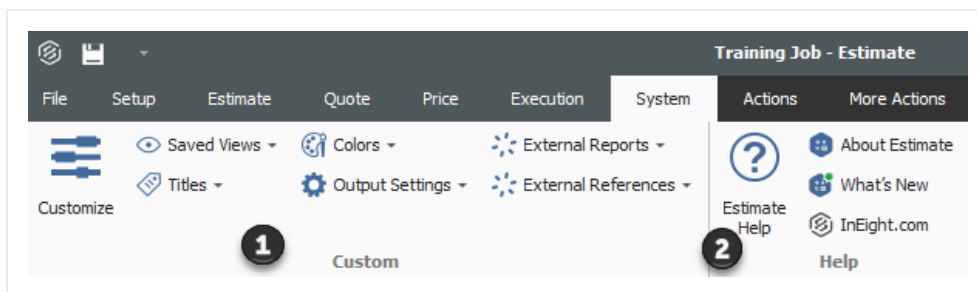 Training Job - Estimate
File Setup Estimate Quote Price Execution System Actions More Actions
Saved Views Colors External Reports About Estimate
Titles Output Settings External References What's New
Customize Estimate Help InEight.com
1 2
Custom Help